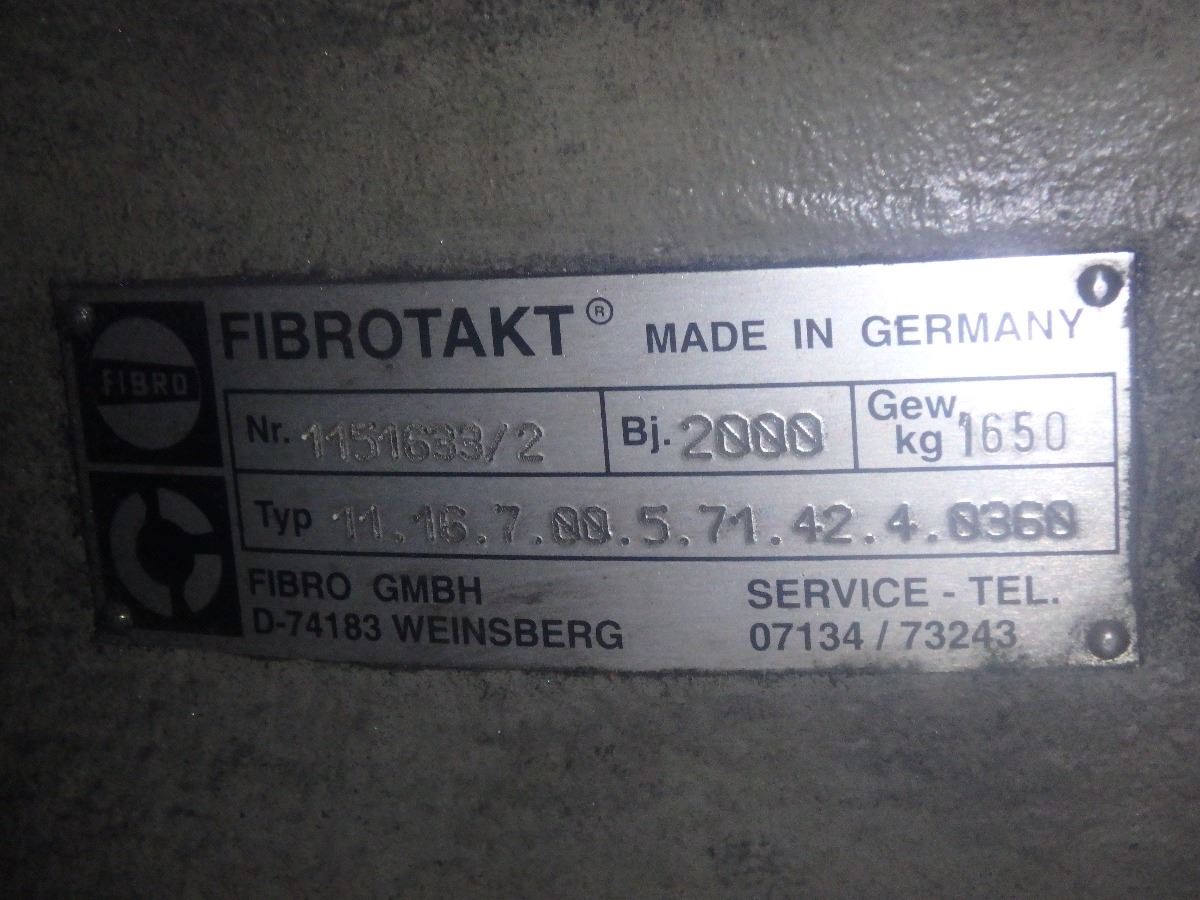 FIBROTAKT® MADE IN GERMANY
FIBRO
Nr. 1151633/2 Bj. 2000 Gew. kg 1650
Typ 11.16.7.00.5.71.42.4.0360
FIBRO GMBH SERVICE - TEL.
D-74183 WEINSBERG 07134 / 73243